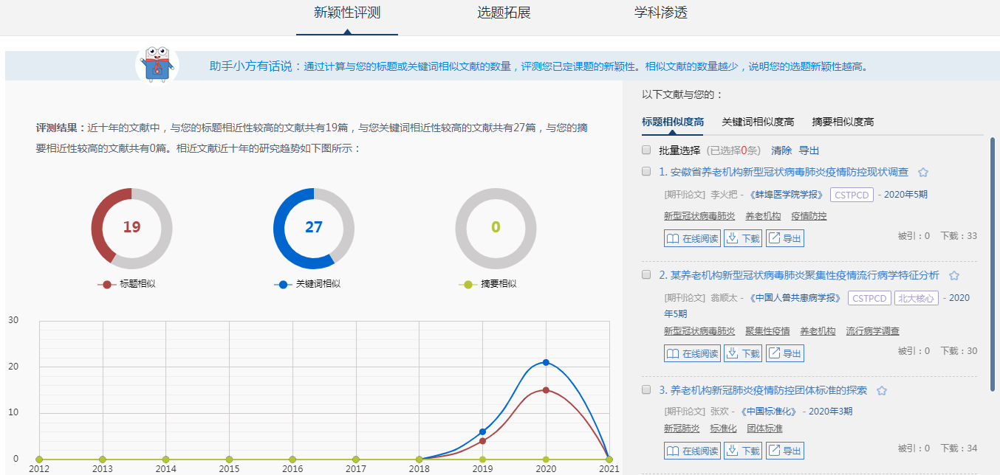 新颖性评测
选题拓展
学科渗透
助手小方有话说：通过计算与您的标题或关键词相似文献的数量，评测您已定课题的新颖性。相似文献的数量越少，说明您的选题新颖性越高。
评测结果：近十年的文献中，与您的标题相近性较高的文献共有19篇，与您关键词相近性较高的文献共有27篇，与您的摘
要相近性较高的文献共有0篇。相近文献近十年的研究趋势如下图所示：
19
27
0
标题相似
关键词相似
摘要相似
30
20
10
0
2012 2013 2014 2015 2016 2017 2018 2019 2020 2021
以下文献与您的：
标题相似度高 关键词相似度高 摘要相似度高
批量选择 (已选择0条) 清除 导出
1. 安徽省养老机构新型冠状病毒肺炎疫情防控现状调查
[期刊论文] 李火把 - 《蚌埠医学院学报》 CSTPCD - 2020年5期
新型冠状病毒肺炎 养老机构 疫情防控
在线阅读 下载 导出 被引：0 下载：33
2. 某养老机构新型冠状病毒肺炎聚集性疫情流行病学特征分析
[期刊论文] 翁顺太 - 《中国人兽共患病学报》 CSTPCD 北大核心 - 2020
年5期
新型冠状病毒肺炎 聚集性疫情 养老机构 流行病学调查
在线阅读 下载 导出 被引：0 下载：30
3. 养老机构新冠肺炎疫情防控团体标准的探索
[期刊论文] 张欢 - 《中国标准化》 - 2020年3期
新冠肺炎 标准化 团体标准
在线阅读 下载 导出 被引：0 下载：34